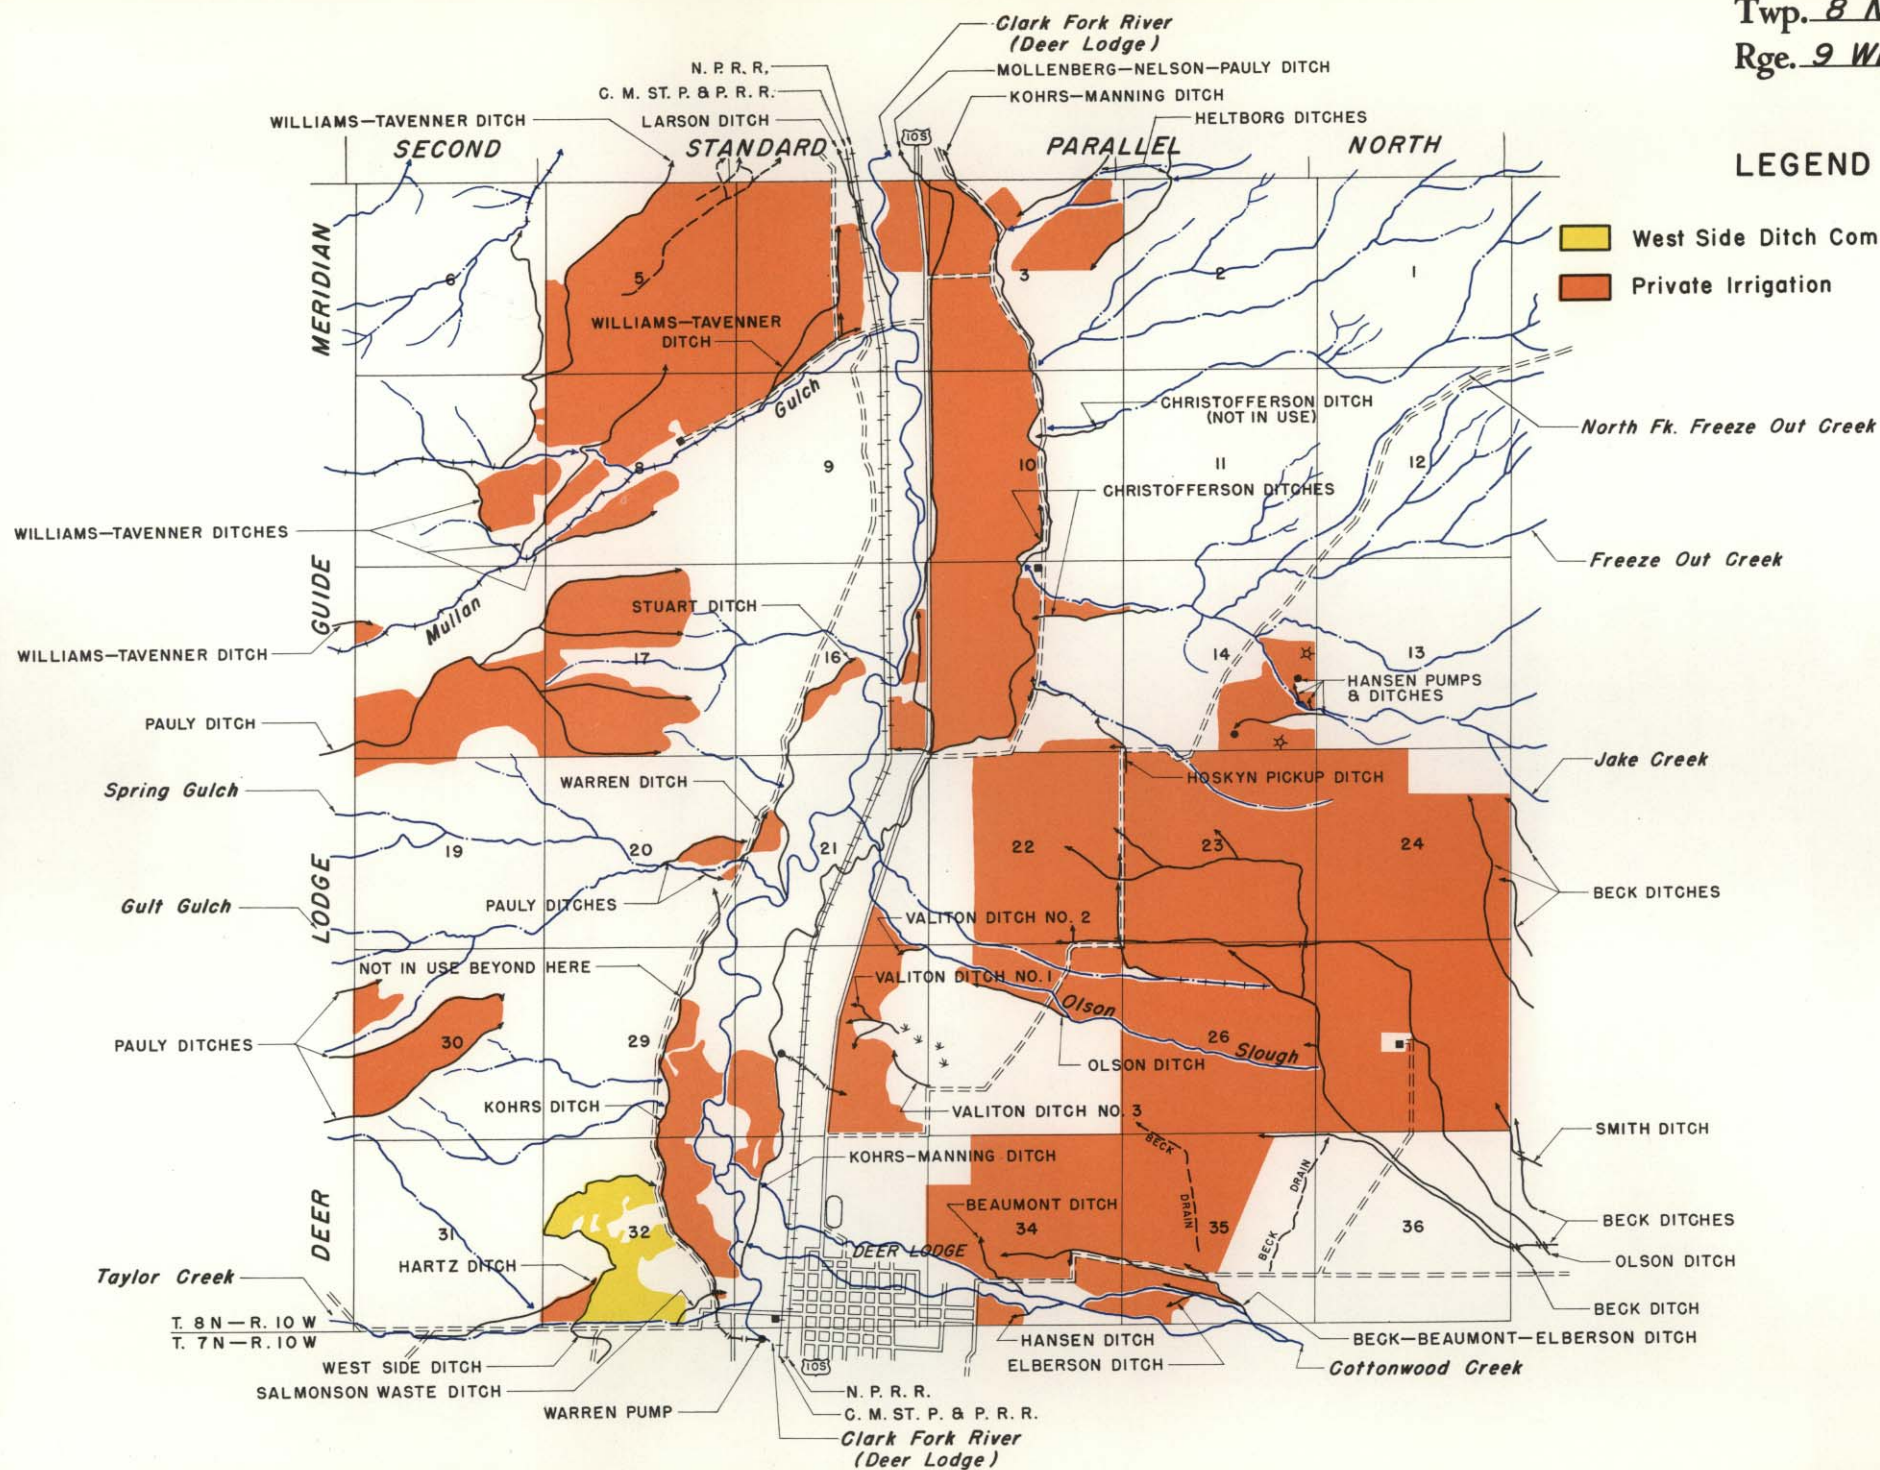 Twp. 8 N
Rge. 9 W
LEGEND
West Side Ditch Com
Private Irrigation
Clark Fork River
(Deer Lodge)
N. P. R. R.
MOLLENBERG—NELSON—PAULY DITCH
C. M. ST. P. & P. R. R.
KOHRS—MANNING DITCH
WILLIAMS—TAVENNER DITCH
LARSON DITCH
HELTBORG DITCHES
10S
SECOND STANDARD PARALLEL NORTH
MERIDIAN
6
5
3
2
1
WILLIAMS—TAVENNER
DITCH
Gulch
CHRISTOFFERSON DITCH
(NOT IN USE)
North Fk. Freeze Out Creek
8
9
10
11
12
CHRISTOFFERSON DITCHES
WILLIAMS—TAVENNER DITCHES
Freeze Out Creek
GUIDE
Mullan
STUART DITCH
WILLIAMS—TAVENNER DITCH
17
16
14
13
HANSEN PUMPS
& DITCHES
PAULY DITCH
Jake Creek
HOSKYN PICKUP DITCH
WARREN DITCH
Spring Gulch
19
20
21
22
23
24
LODGE
BECK DITCHES
PAULY DITCHES
Gult Gulch
VALITON DITCH NO. 2
NOT IN USE BEYOND HERE
VALITON DITCH NO. 1
Olson
Slough
PAULY DITCHES
30
29
26
OLSON DITCH
KOHRS DITCH
VALITON DITCH NO. 3
SMITH DITCH
BECK
DRAIN
KOHRS-MANNING DITCH
BECK
DRAIN
BEAUMONT DITCH
DEER
31
32
34
35
36
BECK DITCHES
DEER LODGE
OLSON DITCH
HARTZ DITCH
Taylor Creek
BECK DITCH
T. 8 N—R. 10 W
T. 7 N—R. 10 W
HANSEN DITCH
BECK—BEAUMONT—ELBERSON DITCH
WEST SIDE DITCH
10S
ELBERSON DITCH
Cottonwood Creek
SALMONSON WASTE DITCH
N. P. R. R.
WARREN PUMP
C. M. ST. P. & P. R. R.
Clark Fork River
(Deer Lodge)